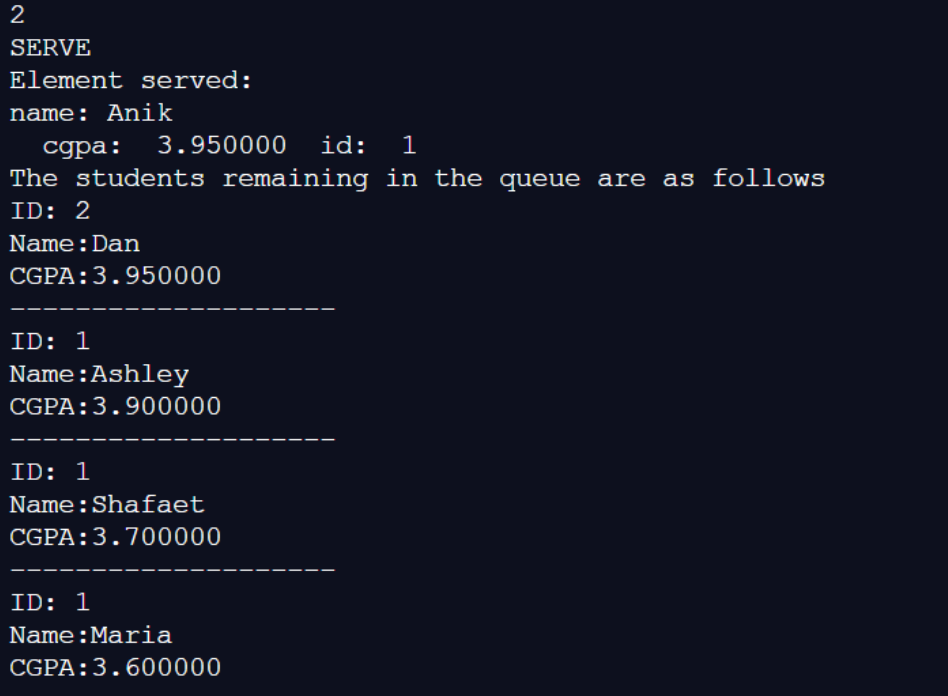 2
SERVE
Element served:
name: Anik
  cgpa:  3.950000  id:  1
The students remaining in the queue are as follows
ID: 2
Name:Dan
CGPA:3.950000
--------------------
ID: 1
Name:Ashley
CGPA:3.900000
--------------------
ID: 1
Name:Shafaet
CGPA:3.700000
--------------------
ID: 1
Name:Maria
CGPA:3.600000